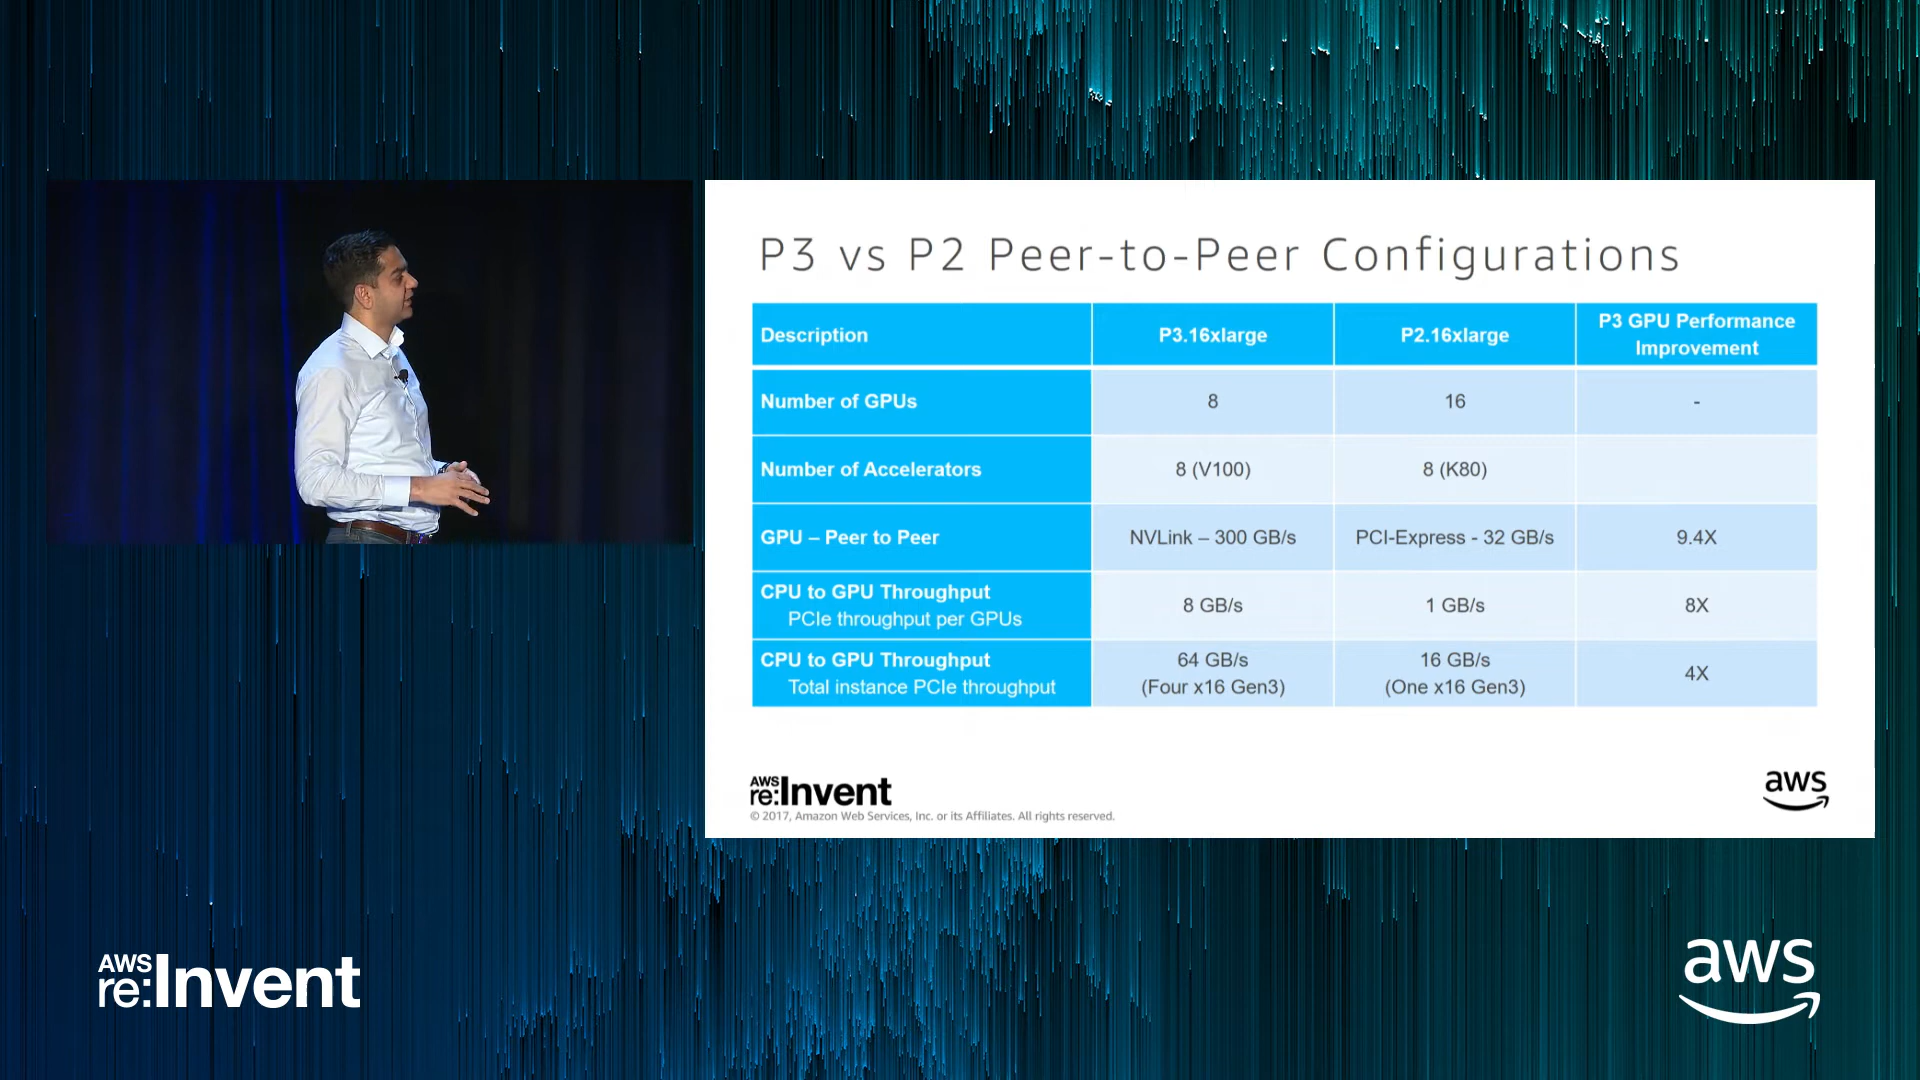 P3 vs P2 Peer-to-Peer Configurations
Description
P3.16xlarge
P2.16xlarge
P3 GPU Performance
Improvement
Number of GPUs
8
16
-
Number of Accelerators
8 (V100)
8 (K80)
GPU – Peer to Peer
NVLink – 300 GB/s
PCI-Express - 32 GB/s
9.4X
CPU to GPU Throughput
PCIe throughput per GPUs
8 GB/s
1 GB/s
8X
CPU to GPU Throughput
Total instance PCIe throughput
64 GB/s
(Four x16 Gen3)
16 GB/s
(One x16 Gen3)
4X
AWS
re:Invent
© 2017, Amazon Web Services, Inc. or its Affiliates. All rights reserved.
aws
AWS
re:Invent
aws